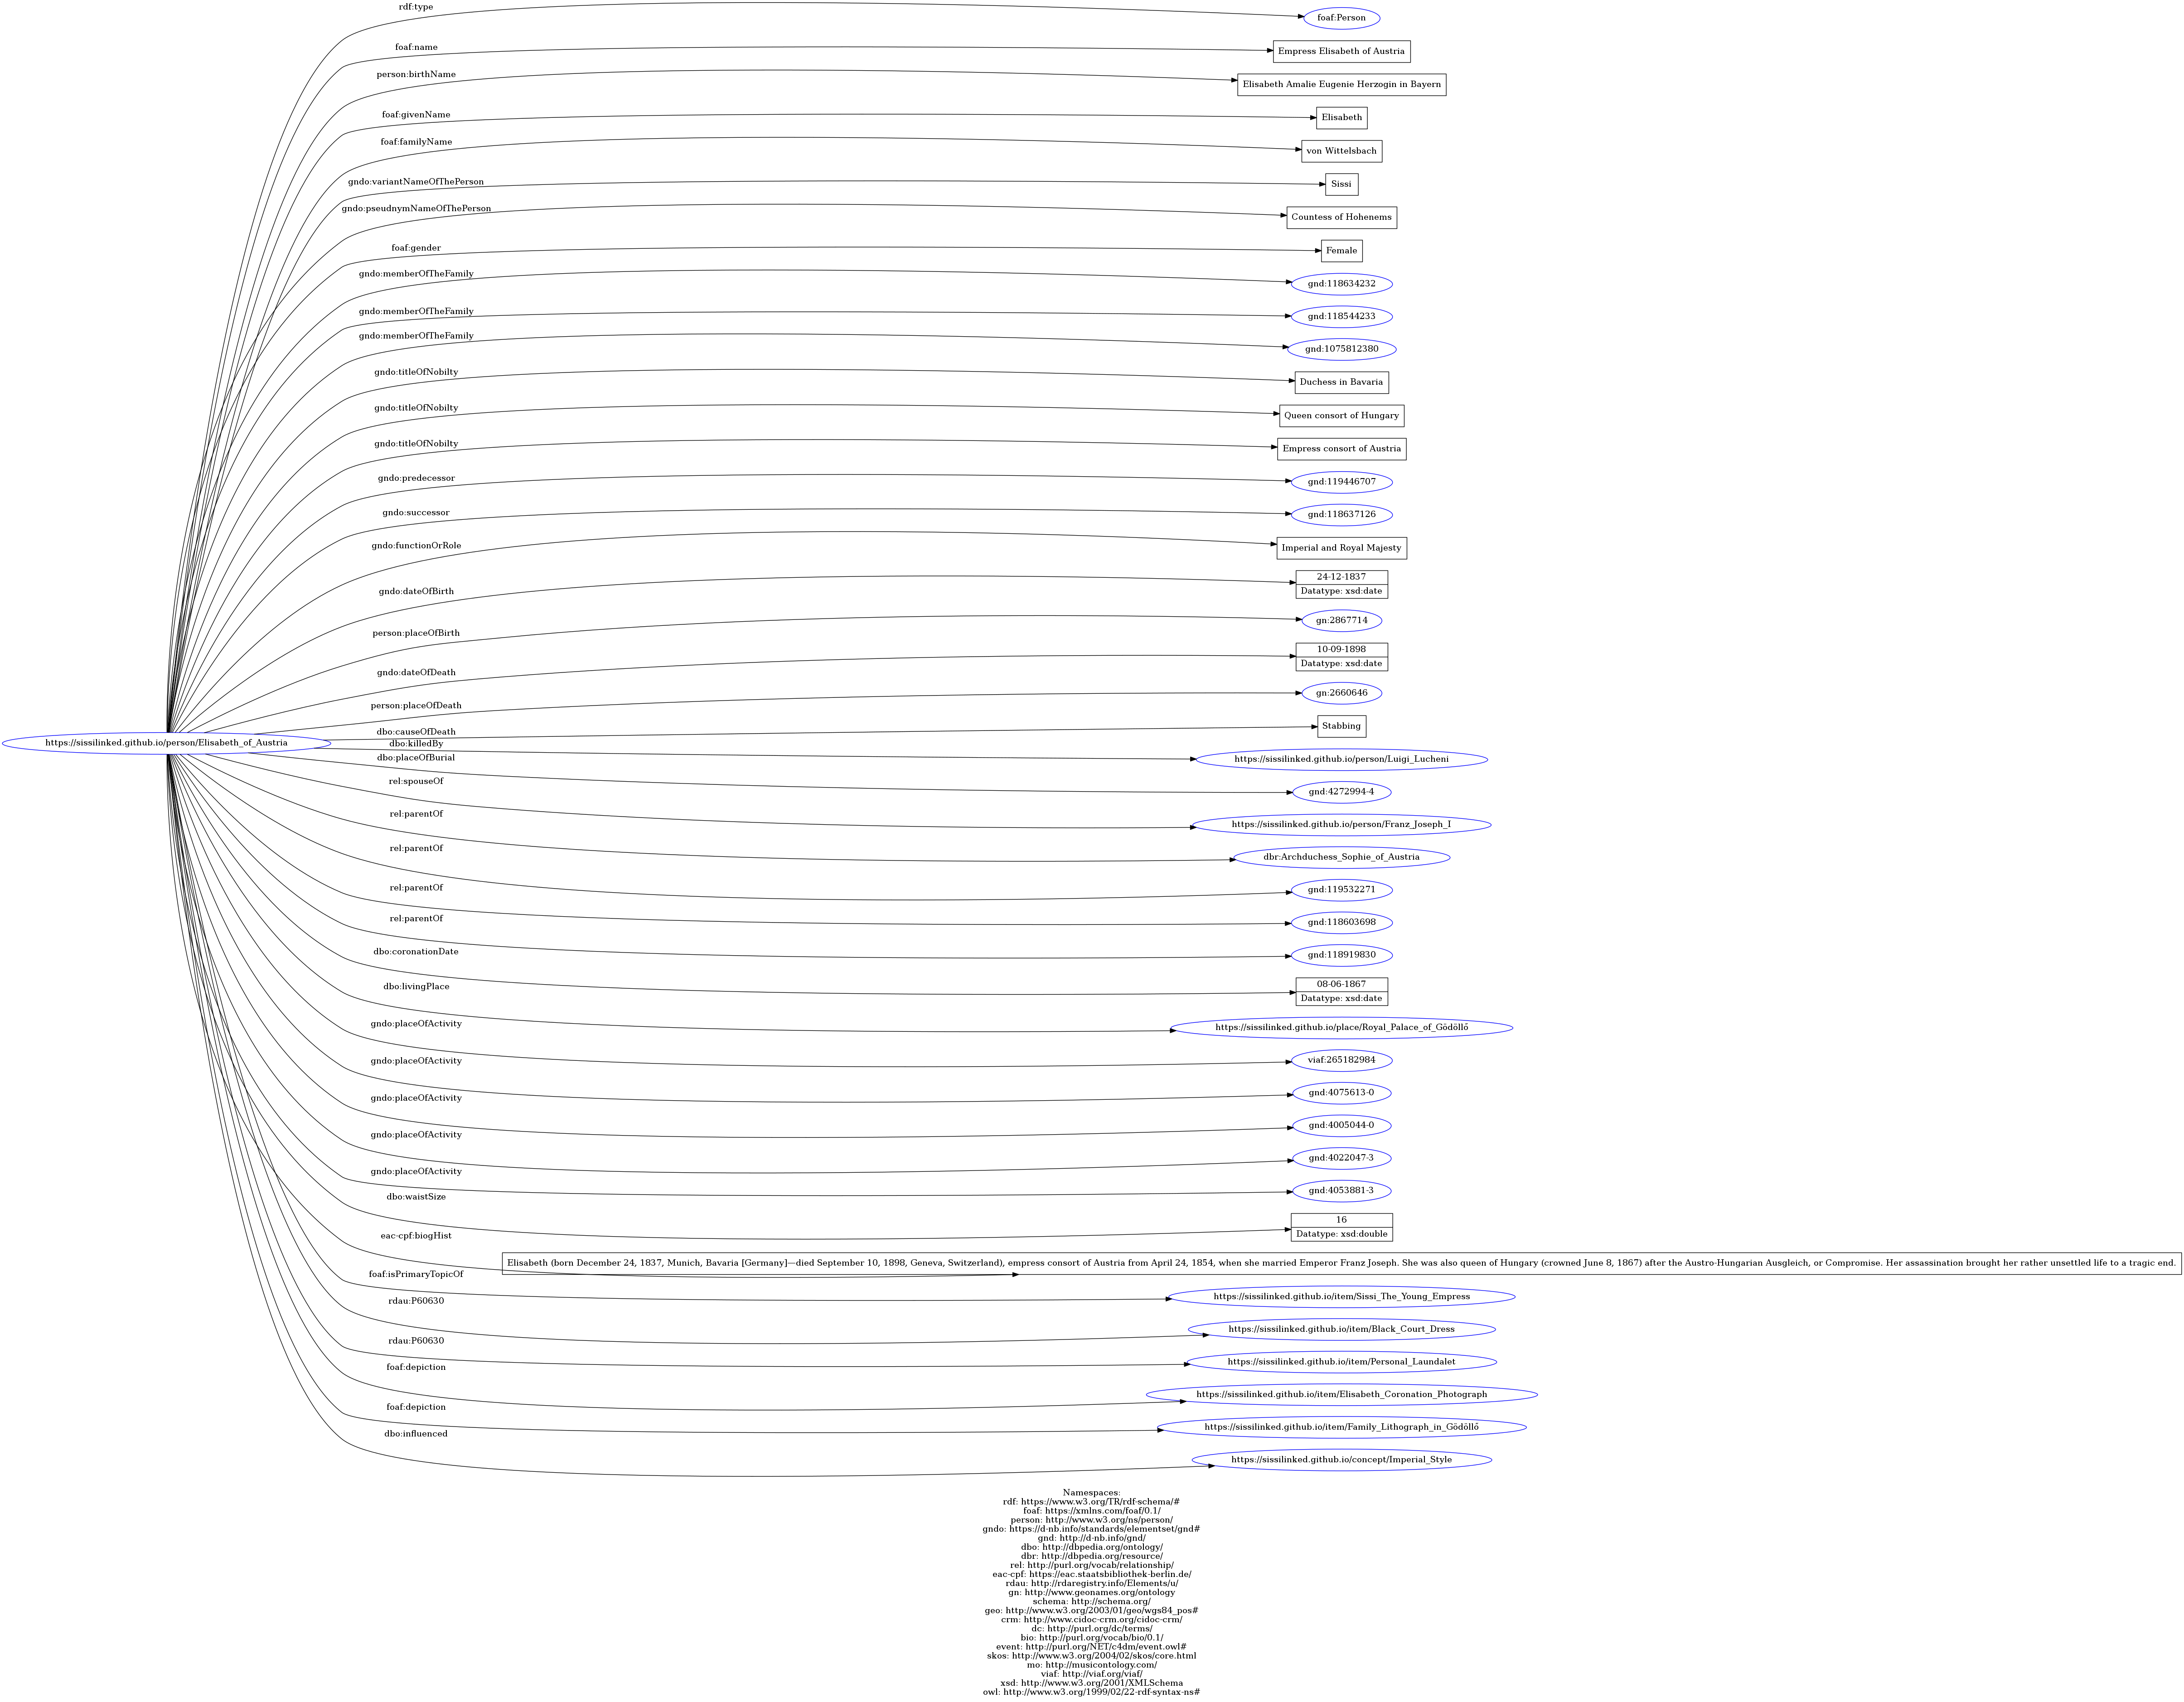 rdf:type
foaf:Person
foaf:name
Empress Elisabeth of Austria
person:birthName
Elisabeth Amalie Eugenie Herzogin in Bayern
foaf:givenName
Elisabeth
foaf:familyName
von Wittelsbach
gndo:variantNameOfThePerson
Sissi
gndo:pseudnymNameOfThePerson
Countess of Hohenems
foaf:gender
Female
gndo:memberOfTheFamily
gnd:118634232
gndo:memberOfTheFamily
gnd:118544233
gndo:memberOfTheFamily
gnd:1075812380
gndo:titleOfNobilty
Duchess in Bavaria
gndo:titleOfNobilty
Queen consort of Hungary
gndo:titleOfNobilty
Empress consort of Austria
gndo:predecessor
gnd:119446707
gndo:successor
gnd:118637126
gndo:functionOrRole
Imperial and Royal Majesty
gndo:dateOfBirth
24-12-1837
Datatype: xsd:date
person:placeOfBirth
gn:2867714
gndo:dateOfDeath
10-09-1898
Datatype: xsd:date
person:placeOfDeath
gn:2660646
dbo:causeOfDeath
Stabbing
https://sissilinked.github.io/person/Elisabeth_of_Austria
dbo:killedBy
https://sissilinked.github.io/person/Luigi_Lucheni
dbo:placeOfBurial
gnd:4272994-4
rel:spouseOf
https://sissilinked.github.io/person/Franz_Joseph_I
rel:parentOf
dbr:Archduchess_Sophie_of_Austria
rel:parentOf
gnd:119532271
rel:parentOf
gnd:118603698
rel:parentOf
gnd:118919830
dbo:coronationDate
08-06-1867
Datatype: xsd:date
dbo:livingPlace
https://sissilinked.github.io/place/Royal_Palace_of_Gödöllő
gndo:placeOfActivity
viaf:265182984
gndo:placeOfActivity
gnd:4075613-0
gndo:placeOfActivity
gnd:4005044-0
gndo:placeOfActivity
gnd:4022047-3
gndo:placeOfActivity
gnd:4053881-3
dbo:waistSize
16
Datatype: xsd:double
eac-cpf:biogHist
Elisabeth (born December 24, 1837, Munich, Bavaria [Germany]—died September 10, 1898, Geneva, Switzerland), empress consort of Austria from April 24, 1854, when she married Emperor Franz Joseph. She was also queen of Hungary (crowned June 8, 1867) after the Austro-Hungarian Ausgleich, or Compromise. Her assassination brought her rather unsettled life to a tragic end.
foaf:isPrimaryTopicOf
https://sissilinked.github.io/item/Sissi_The_Young_Empress
rdau:P60630
https://sissilinked.github.io/item/Black_Court_Dress
rdau:P60630
https://sissilinked.github.io/item/Personal_Laundalet
foaf:depiction
https://sissilinked.github.io/item/Elisabeth_Coronation_Photograph
foaf:depiction
https://sissilinked.github.io/item/Family_Lithograph_in_Gödöllő
dbo:influenced
https://sissilinked.github.io/concept/Imperial_Style
Namespaces:
rdf: https://www.w3.org/TR/rdf-schema/#
foaf: https://xmlns.com/foaf/0.1/
person: http://www.w3.org/ns/person/
gndo: https://d-nb.info/standards/elementset/gnd#
gnd: http://d-nb.info/gnd/
dbo: http://dbpedia.org/ontology/
dbr: http://dbpedia.org/resource/
rel: http://purl.org/vocab/relationship/
eac-cpf: https://eac.staatsbibliothek-berlin.de/
rdau: http://rdaregistry.info/Elements/u/
gn: http://www.geonames.org/ontology
schema: http://schema.org/
geo: http://www.w3.org/2003/01/geo/wgs84_pos#
crm: http://www.cidoc-crm.org/cidoc-crm/
dc: http://purl.org/dc/terms/
bio: http://purl.org/vocab/bio/0.1/
event: http://purl.org/NET/c4dm/event.owl#
skos: http://www.w3.org/2004/02/skos/core.html
mo: http://musicontology.com/
viaf: http://viaf.org/viaf/
xsd: http://www.w3.org/2001/XMLSchema
owl: http://www.w3.org/1999/02/22-rdf-syntax-ns#